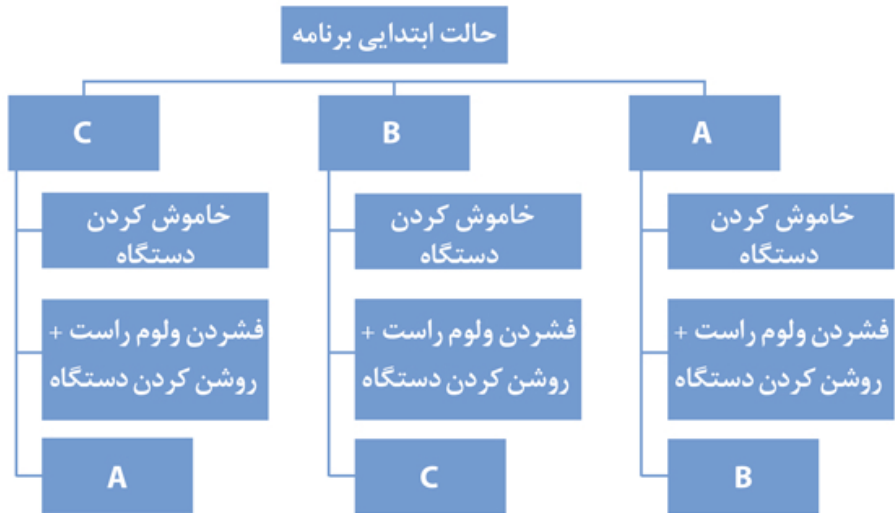 حالت ابتدایی برنامه
A
خاموش کردن
دستگاه
فشردن ولوم راست +
روشن کردن دستگاه
B
B
خاموش کردن
دستگاه
فشردن ولوم راست +
روشن کردن دستگاه
C
C
خاموش کردن
دستگاه
فشردن ولوم راست +
روشن کردن دستگاه
A